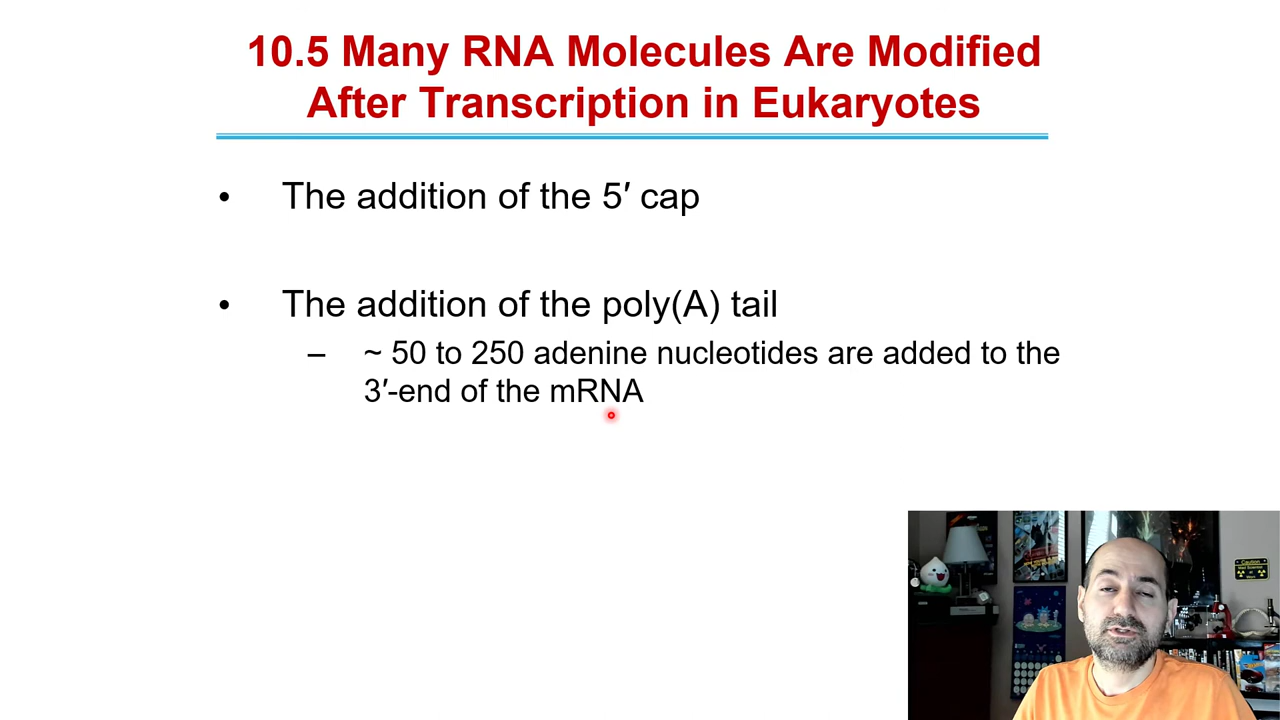 10.5 Many RNA Molecules Are Modified
After Transcription in Eukaryotes
• The addition of the 5′ cap
• The addition of the poly(A) tail
– ~ 50 to 250 adenine nucleotides are added to the
3′-end of the mRNA
Caution